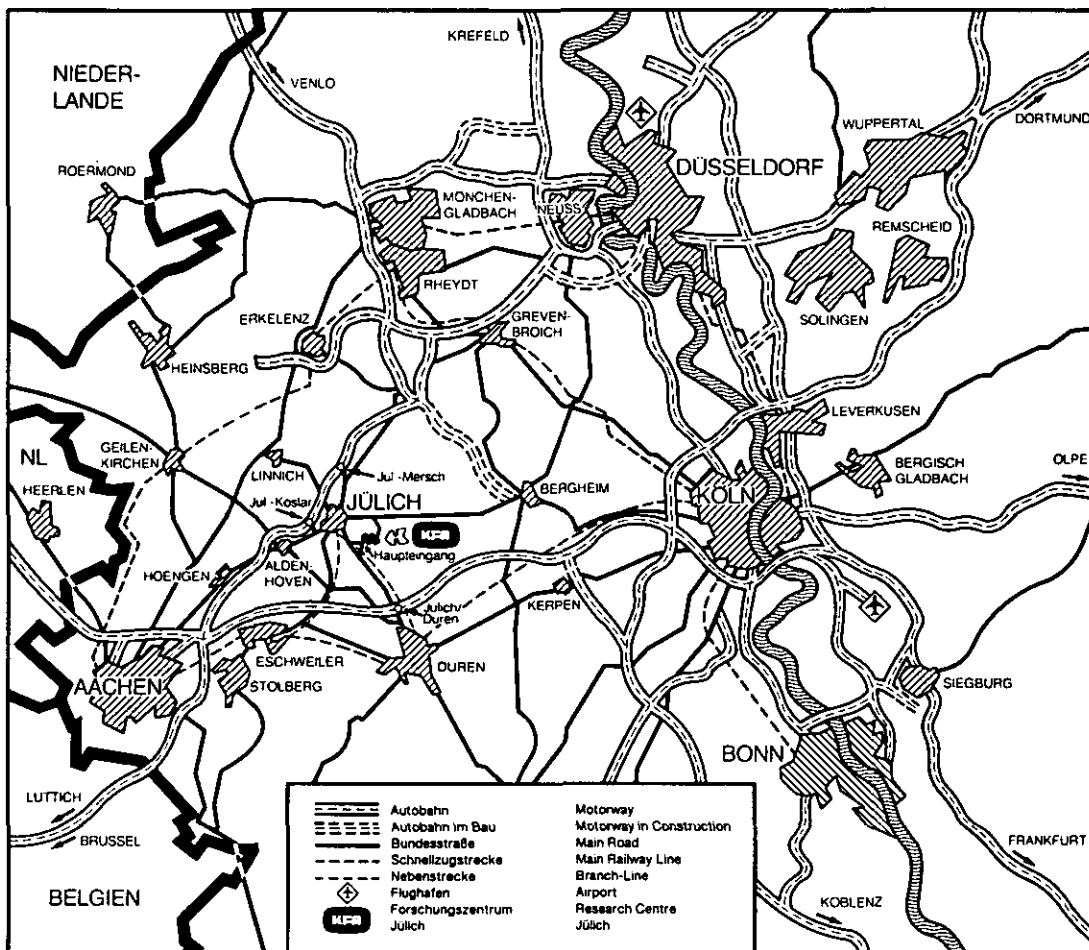 KREFELD
NIEDER-
LANDE
VENLO
DORTMUND
WUPPERTAL
DÜSSELDORF
ROERMOND
MÖNCHEN-
GLADBACH
NEUSS
REMSCHEID
RHEYDT
SOLINGEN
ERKELENZ
GREVEN-
BROICH
HEINSBERG
LEVERKUSEN
GEILEN-
KIRCHEN
NL
LINNICH
Jül.-Mersch
BERGHEIM
BERGISCH
GLADBACH
OLPE
HEERLEN
Jül.-Koslar
JÜLICH
KÖLN
KFA
Haupteingang
HOENGEN
ALDEN-
HOVEN
Jülich/
Düren
KERPEN
ESCHWEILER
DÜREN
AACHEN
STOLBERG
SIEGBURG
BONN
LÜTTICH
BRÜSSEL
FRANKFURT
BELGIEN
KOBLENZ
Autobahn Motorway
Autobahn im Bau Motorway in Construction
Bundesstraße Main Road
Schnellzugstrecke Main Railway Line
Nebenstrecke Branch-Line
Flughafen Airport
KFA Forschungszentrum Research Centre
Jülich Jülich